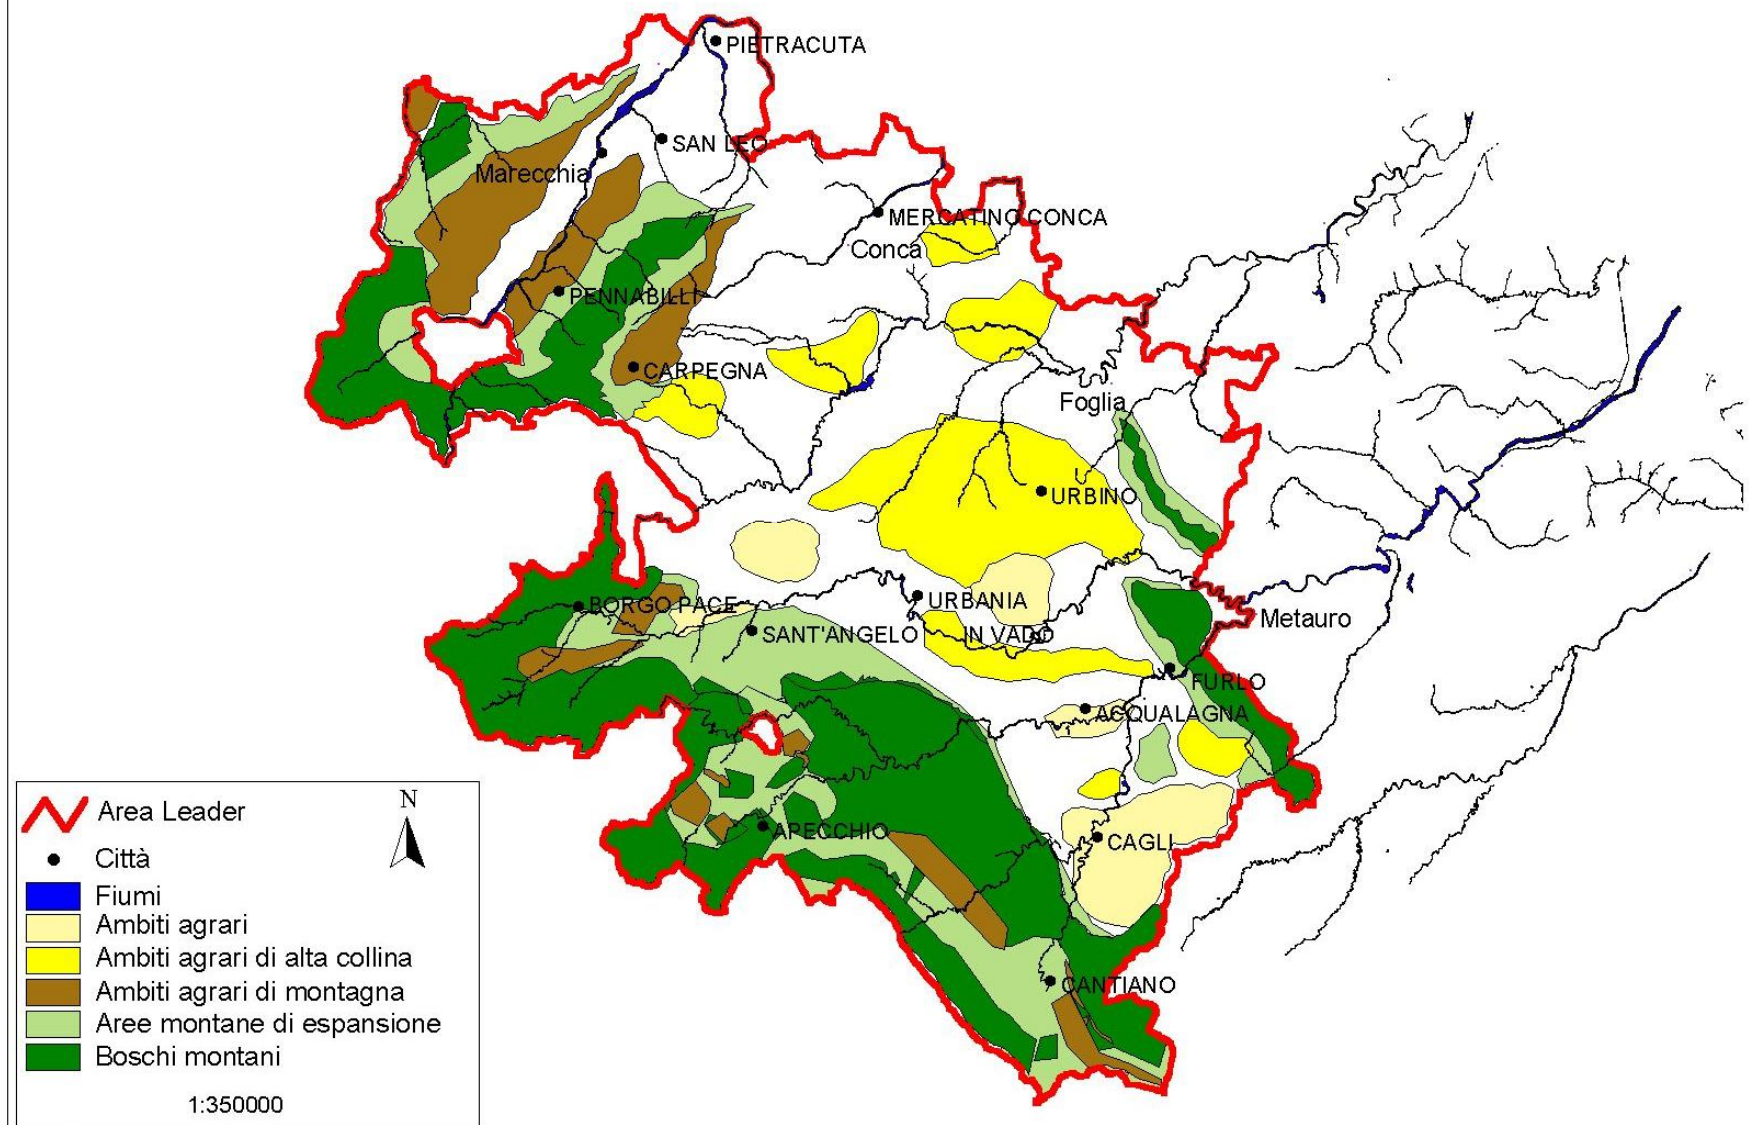 PIETRACUTA
SAN LEO
Marecchia
MERCATINO CONCA
Conca
PENNABILLI
CARPEGNA
Foglia
URBINO
BORGO PACE
URBANIA
SANT'ANGELO IN VADO
Metauro
FURLO
ACQUALAGNA
APECCHIO
CAGLI
CANTIANO
N
Area Leader
Città
Fiumi
Ambiti agrari
Ambiti agrari di alta collina
Ambiti agrari di montagna
Aree montane di espansione
Boschi montani
1:350000